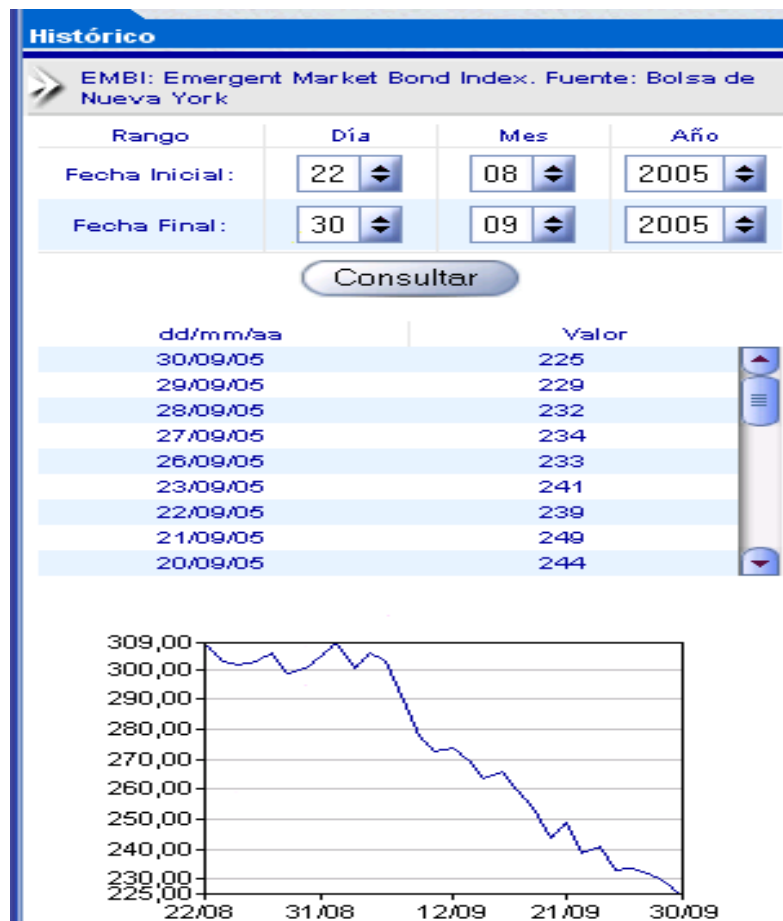 Histórico
EMBI: Emergent Market Bond Index. Fuente: Bolsa de
Nueva York
Rango Día Mes Año
Fecha Inicial: 22 08 2005
Fecha Final: 30 09 2005
Consultar
dd/mm/aa Valor
30/09/05 225
29/09/05 229
28/09/05 232
27/09/05 234
26/09/05 233
23/09/05 241
22/09/05 239
21/09/05 249
20/09/05 244
309,00
300,00
290,00
280,00
270,00
260,00
250,00
240,00
230,00
225,00
22/08 31/08 12/09 21/09 30/09